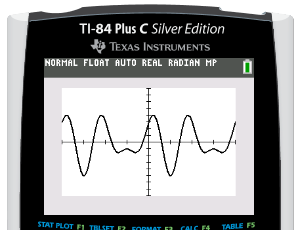 TI-84 Plus C Silver Edition
TEXAS INSTRUMENTS
NORMAL FLOAT AUTO REAL RADIAN MP
STAT PLOT F1 TBLSET F2 FORMAT F3 CALC F4 TABLE F5